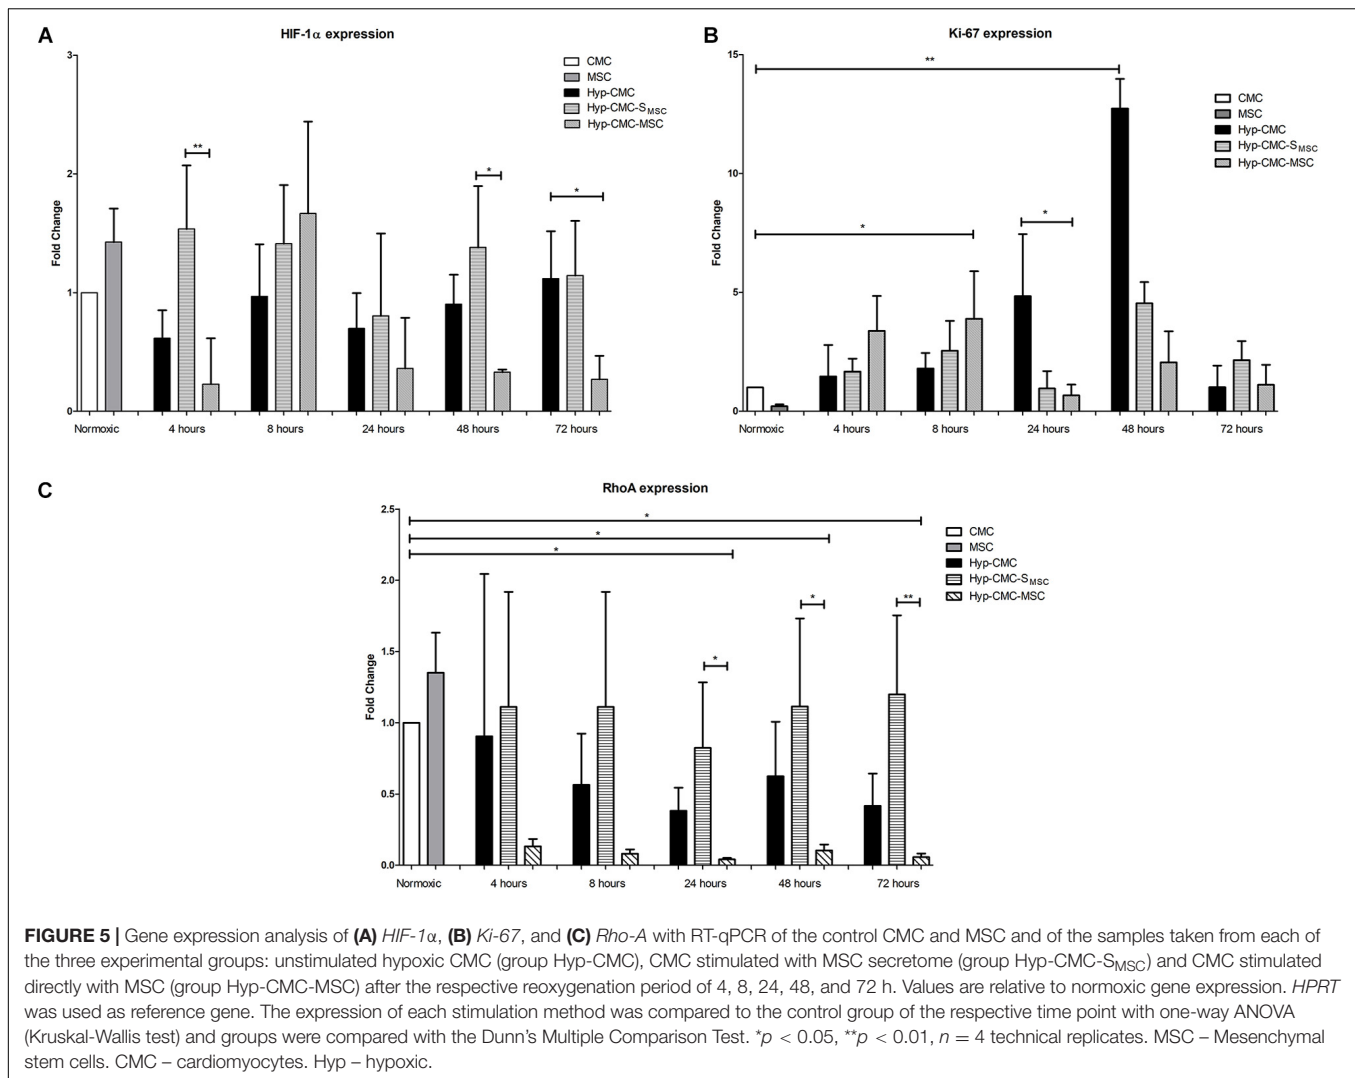 A
HIF-1α expression
3
2
1
0
Fold Change
CMC
MSC
Hyp-CMC
Hyp-CMC-SMSC
Hyp-CMC-MSC
**
*
*
Normoxic 4 hours 8 hours 24 hours 48 hours 72 hours
B
Ki-67 expression
15
10
5
0
Fold Change
CMC
MSC
Hyp-CMC
Hyp-CMC-SMSC
Hyp-CMC-MSC
**
*
*
Normoxic 4 hours 8 hours 24 hours 48 hours 72 hours
C
RhoA expression
2.5
2.0
1.5
1.0
0.5
0.0
Fold Change
CMC
MSC
Hyp-CMC
Hyp-CMC-SMSC
Hyp-CMC-MSC
*
*
*
*
*
**
Normoxic 4 hours 8 hours 24 hours 48 hours 72 hours
FIGURE 5 | Gene expression analysis of (A) HIF-1α, (B) Ki-67, and (C) Rho-A with RT-qPCR of the control CMC and MSC and of the samples taken from each of
the three experimental groups: unstimulated hypoxic CMC (group Hyp-CMC), CMC stimulated with MSC secretome (group Hyp-CMC-SMSC) and CMC stimulated
directly with MSC (group Hyp-CMC-MSC) after the respective reoxygenation period of 4, 8, 24, 48, and 72 h. Values are relative to normoxic gene expression. HPRT
was used as reference gene. The expression of each stimulation method was compared to the control group of the respective time point with one-way ANOVA
(Kruskal-Wallis test) and groups were compared with the Dunn's Multiple Comparison Test. *p < 0.05, **p < 0.01, n = 4 technical replicates. MSC – Mesenchymal
stem cells. CMC – cardiomyocytes. Hyp – hypoxic.